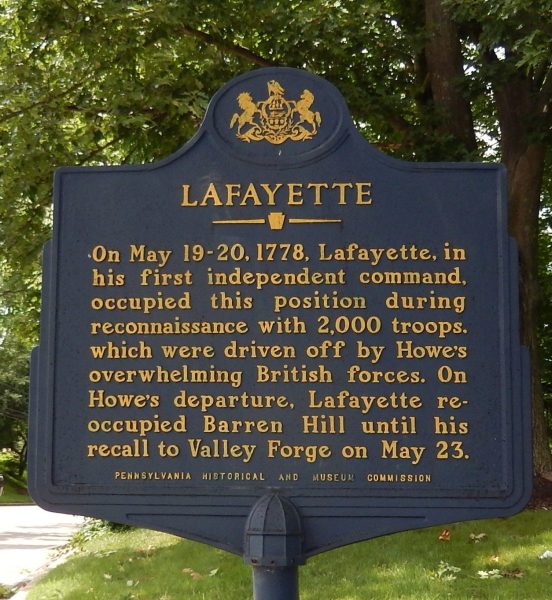 LAFAYETTE
On May 19-20, 1778, Lafayette, in
his first independent command,
occupied this position during
reconnaissance with 2,000 troops,
which were driven off by Howe's
overwhelming British forces. On
Howe's departure, Lafayette re-
occupied Barren Hill until his
recall to Valley Forge on May 23.
PENNSYLVANIA HISTORICAL AND MUSEUM COMMISSION